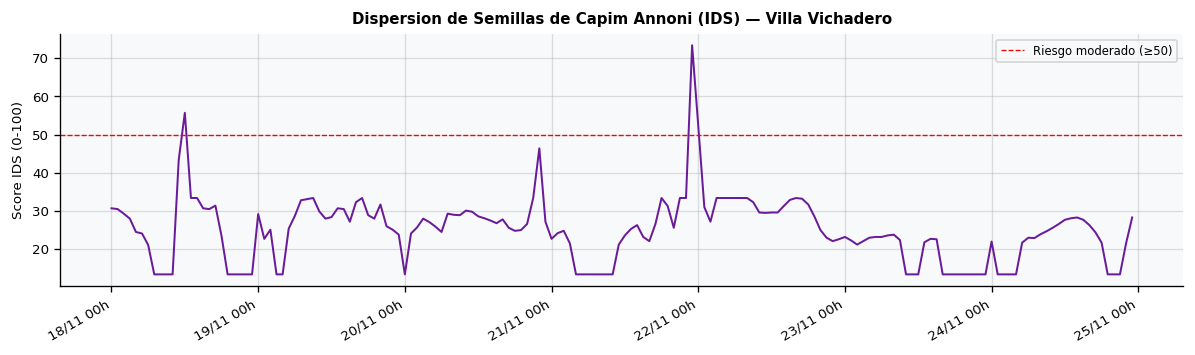 Dispersion de Semillas de Capim Annoni (IDS) — Villa Vichadero
Riesgo moderado (≥50)
Score IDS (0-100)
70
60
50
40
30
20
18/11 00h
19/11 00h
20/11 00h
21/11 00h
22/11 00h
23/11 00h
24/11 00h
25/11 00h